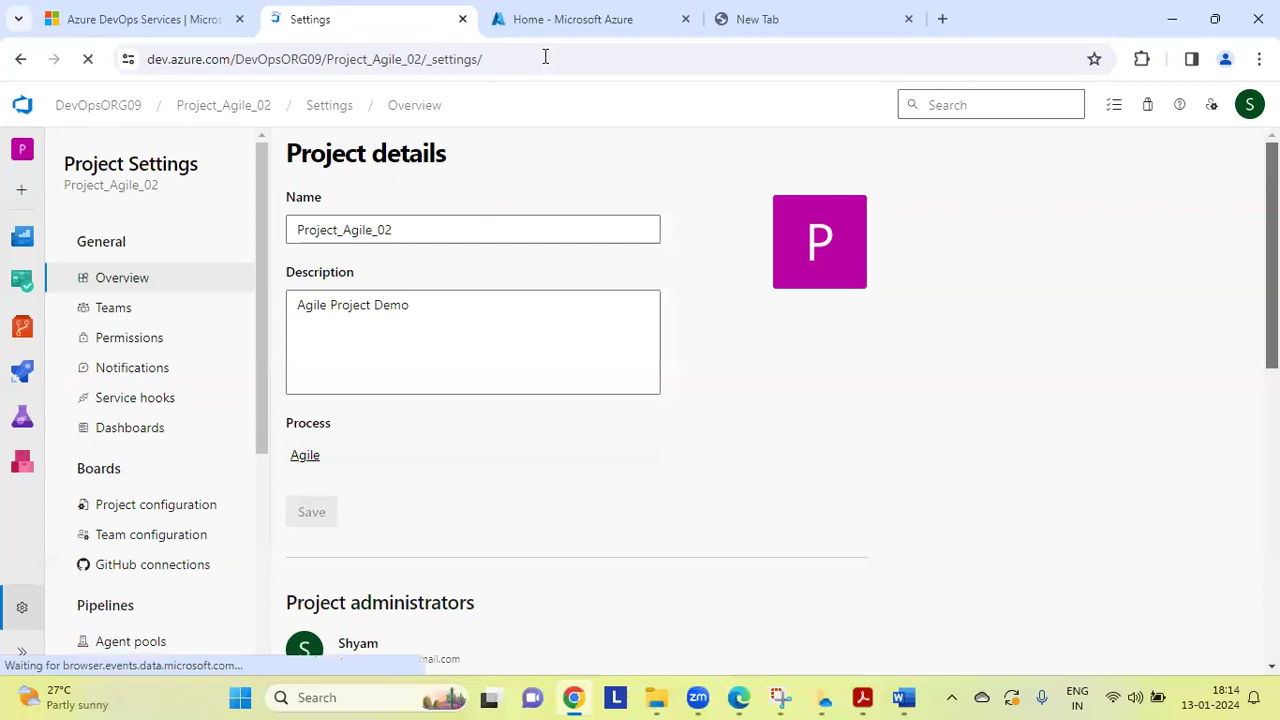 Azure DevOps Services | Micros
Settings
Home - Microsoft Azure
New Tab
dev.azure.com/DevOpsORG09/Project_Agile_02/_settings/
DevOpsORG09 / Project_Agile_02 / Settings / Overview
Search
S
P
Project Settings
Project_Agile_02
General
Overview
Teams
Permissions
Notifications
Service hooks
Dashboards
Boards
Project configuration
Team configuration
GitHub connections
Pipelines
Agent pools
Project details
Name
Project_Agile_02
P
Description
Agile Project Demo
Process
Agile
Save
Project administrators
S
Shyam
mail.com
Waiting for browser.events.data.microsoft.com...
27°C
Partly sunny
Search
L
zm
W
ENG
IN
18:14
13-01-2024